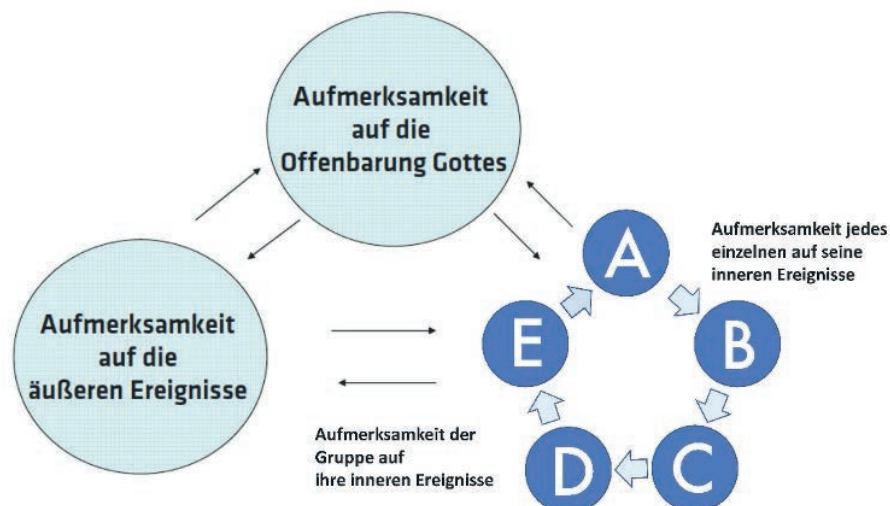 Aufmerksamkeit
auf die
Offenbarung Gottes
Aufmerksamkeit
auf die
äußeren Ereignisse
A
B
C
D
E
Aufmerksamkeit jedes
einzelnen auf seine
inneren Ereignisse
Aufmerksamkeit der
Gruppe auf
ihre inneren Ereignisse